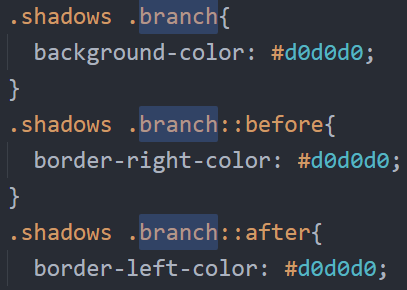 .shadows .branch{
background-color: #d0d0d0;
}
.shadows .branch::before{
border-right-color: #d0d0d0;
}
.shadows .branch::after{
border-left-color: #d0d0d0;